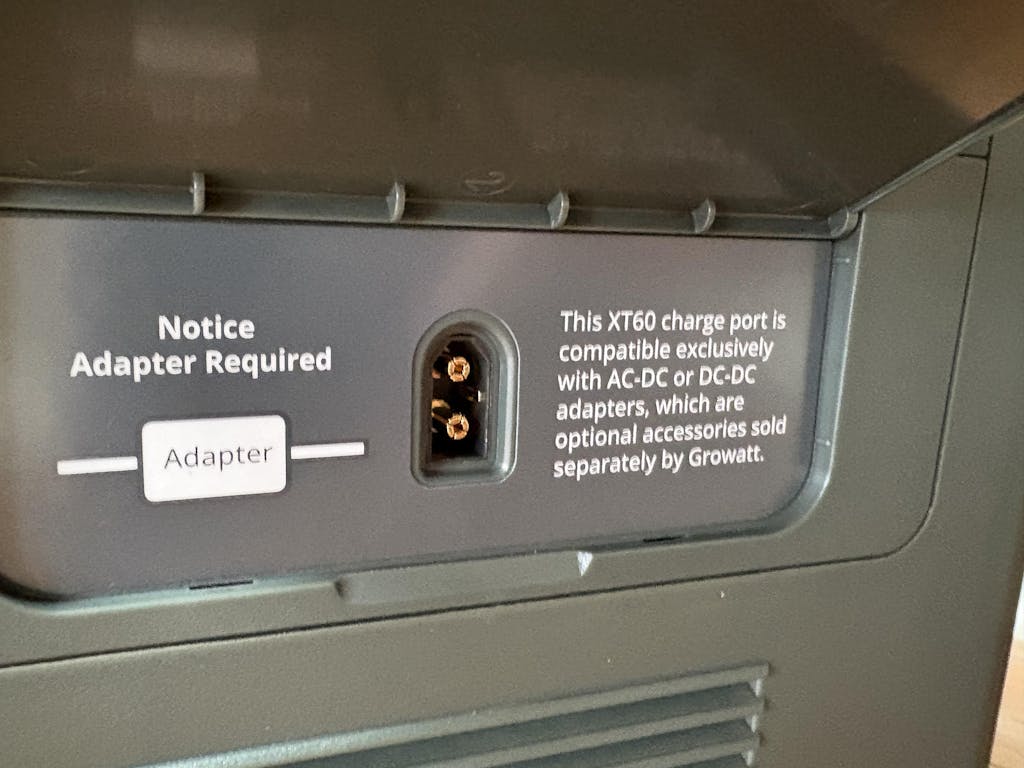 Notice
Adapter Required
Adapter
This XT60 charge port is
compatible exclusively
with AC-DC or DC-DC
adapters, which are
optional accessories sold
separately by Growatt.